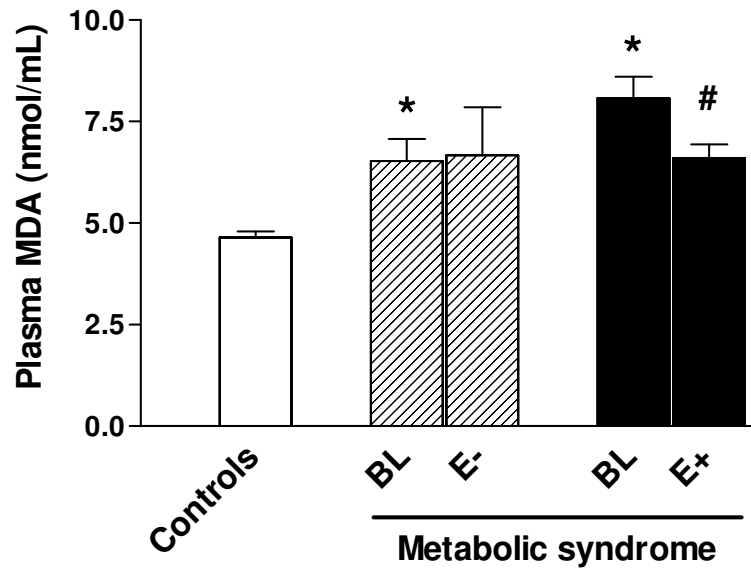 Plasma MDA (nmol/mL)
10.0
7.5
5.0
2.5
0.0
*
*
#
Controls
BL
E-
BL
E+
Metabolic syndrome